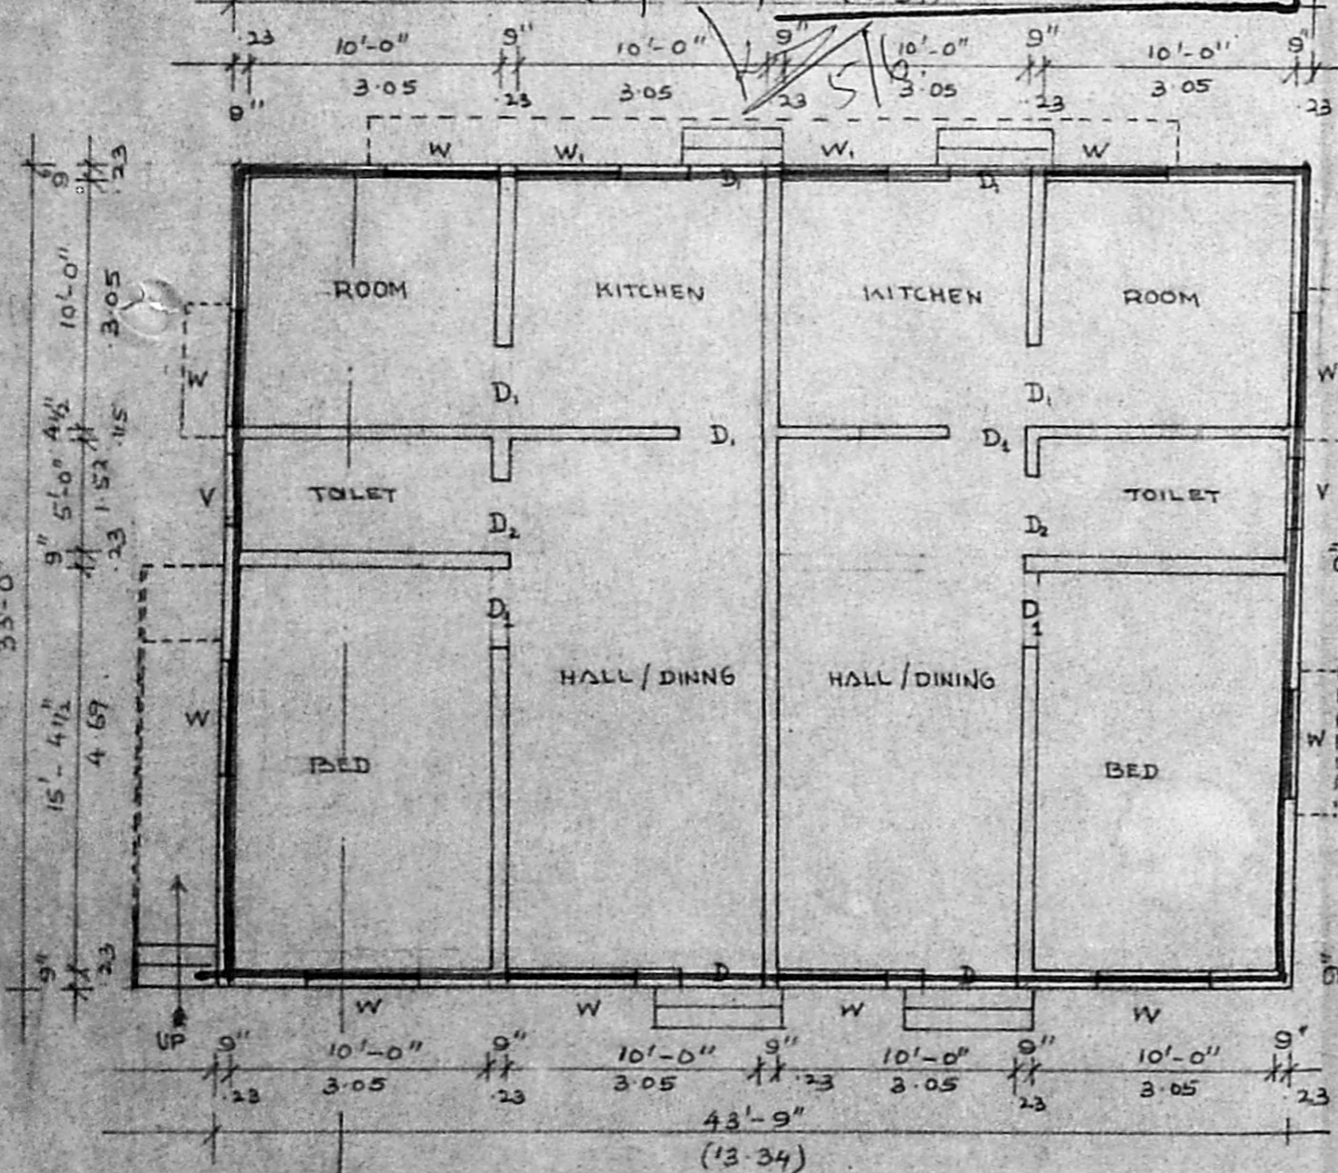 .23 10'-0" 9" 10'-0" 9" 10'-0" 9" 10'-0" 9"
9" 3.05 .23 3.05 .23 3.05 .23 3.05 .23
W W1 W1 W
D1 D1
9" .23
10'-0" 3.05
ROOM KITCHEN KITCHEN ROOM
W D1 D1 W
4½" .115
D1 D1
5'-0" 1.52
V TOILET TOILET V
D2 D2
9" .23
33'-0"
D1 D1
HALL/DINNG HALL/DINING
15'-4½" 4.69
W W
BED BED
9" .23 D D 9"
W W W W
UP
9" 10'-0" 9" 10'-0" 9" 10'-0" 9" 10'-0" 9"
.23 3.05 .23 3.05 .23 3.05 .23 3.05 .23
43'-9"
(13.34)